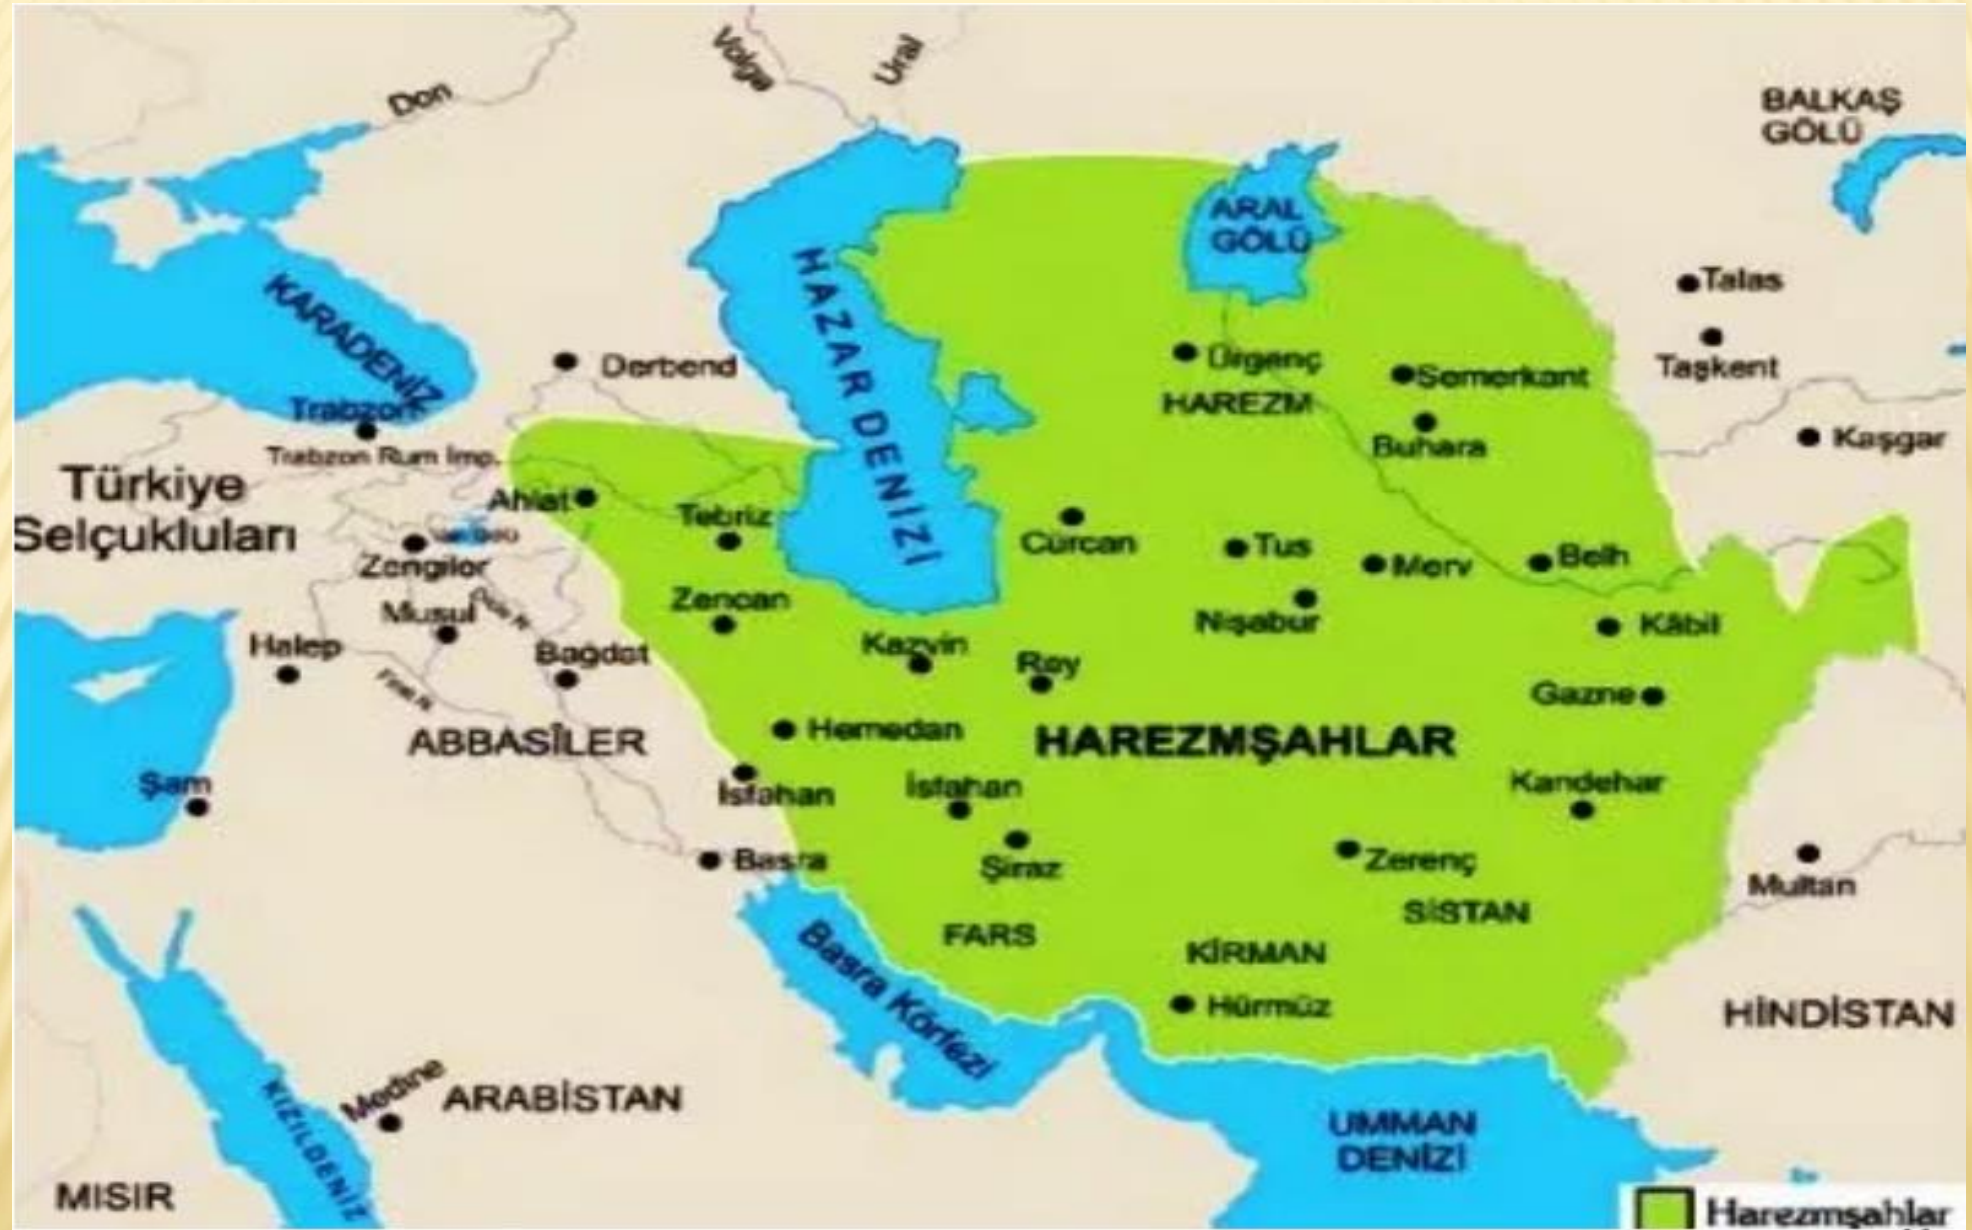 Volga
Ural
Don
BALKAŞ
GÖLÜ
ARAL
GÖLÜ
HAZAR DENİZİ
KARADENİZ
Talas
Taşkent
Derbend
Ürgenç
Semerkant
HAREZM
Buhara
Kaşgar
Trabzon
Trabzon Rum İmp.
Türkiye
Selçukluları
Ahlat
Tebriz
Cürcan
Tus
Merv
Belh
Zengiler
Zencan
Nişabur
Kâbil
Musul
Dicle N
Halep
Bağdat
Kazvin
Rey
Fırat N
Gazne
ABBASÎLER
Hemedan
HAREZMŞAHLAR
Şam
İsfahan
İsfahan
Kandehar
Basra
Şiraz
Zerenç
Multan
SİSTAN
FARS
KİRMAN
Basra Körfezi
Hürmüz
HİNDİSTAN
Medine
ARABİSTAN
KIZILDENİZ
UMMAN
DENİZİ
MISIR
Harezmşahlar